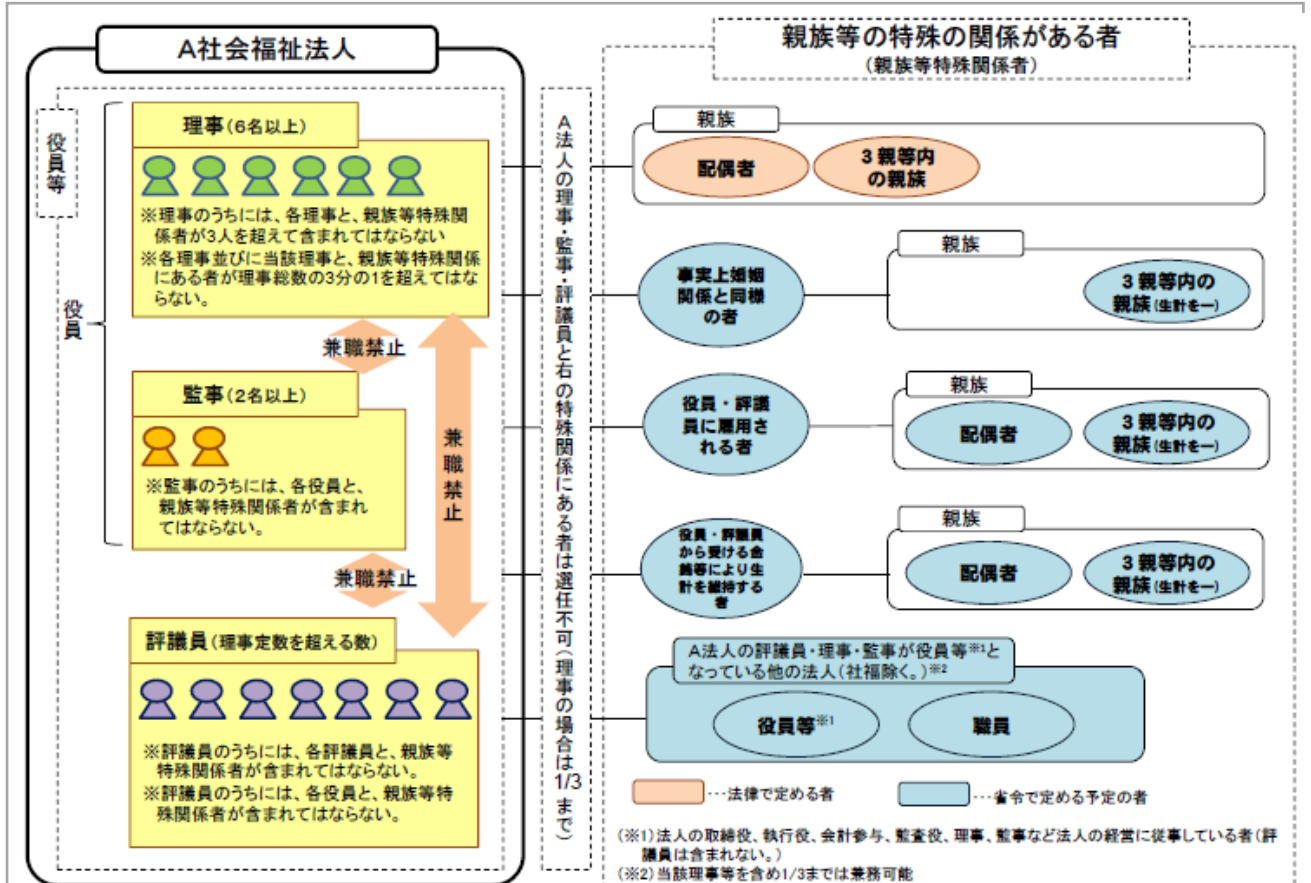 A社会福祉法人
役員等
役員
理事(6名以上)
※理事のうちには、各理事と、親族等特殊関
係者が3人を超えて含まれてはならない
※各理事並びに当該理事と、親族等特殊関係
にある者が理事総数の3分の1を超えてはな
らない。
兼職禁止
監事(2名以上)
※監事のうちには、各役員と、
親族等特殊関係者が含まれ
てはならない。
兼職禁止
兼職禁止
評議員(理事定数を超える数)
※評議員のうちには、各評議員と、親族等
特殊関係者が含まれてはならない。
※評議員のうちには、各役員と、親族等特
殊関係者が含まれてはならない。
A法人の理事・監事・評議員と右の特殊関係にある者は選任不可(理事の場合は1/3まで)
親族等の特殊の関係がある者
(親族等特殊関係者)
親族
配偶者
3親等内
の親族
事実上婚姻
関係と同様
の者
親族
3親等内の
親族(生計を一)
役員・評議
員に雇用さ
れる者
親族
配偶者
3親等内の
親族(生計を一)
役員・評議員
から受ける金
銭等により生
計を維持する
者
親族
配偶者
3親等内の
親族(生計を一)
A法人の評議員・理事・監事が役員等※1と
なっている他の法人(社福除く。)※2
役員等※1
職員
…法律で定める者
…省令で定める予定の者
(※1)法人の取締役、執行役、会計参与、監査役、理事、監事など法人の経営に従事している者(評
議員は含まれない。)
(※2)当該理事等を含め1/3までは兼務可能